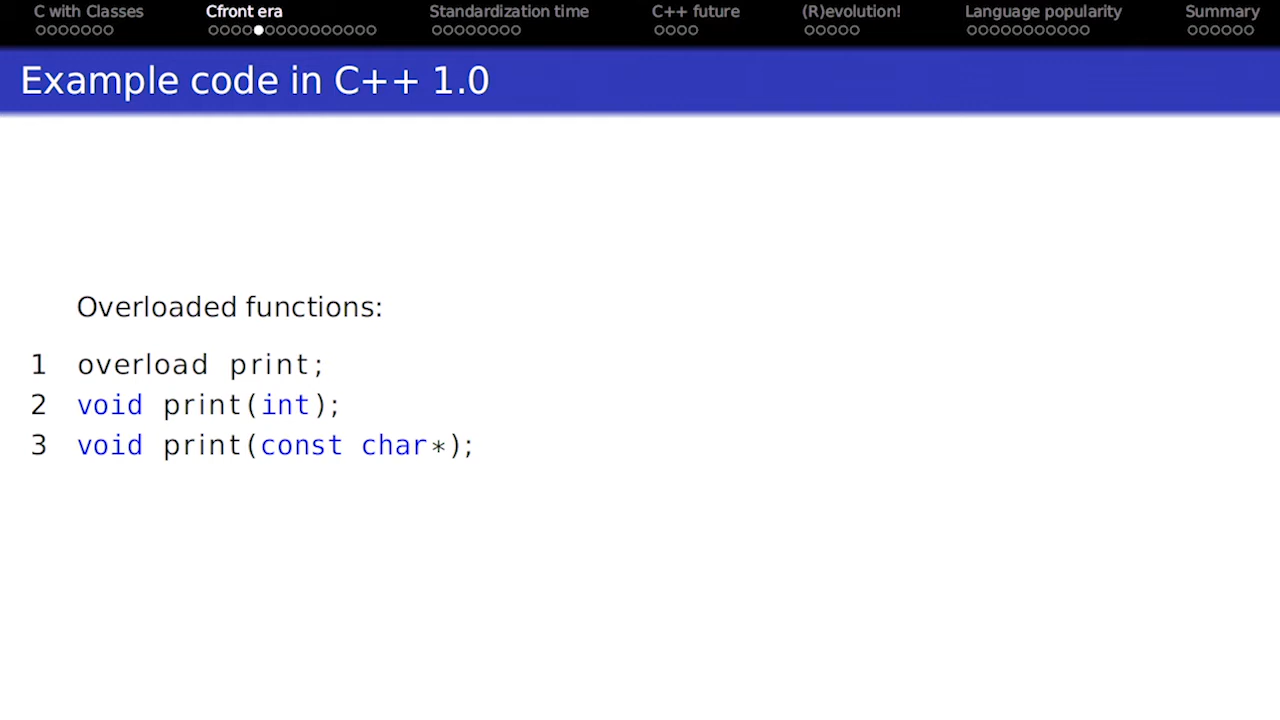 C with Classes Cfront era Standardization time C++ future (R)evolution! Language popularity Summary
Example code in C++ 1.0
Overloaded functions:
1 overload print;
2 void print(int);
3 void print(const char*);